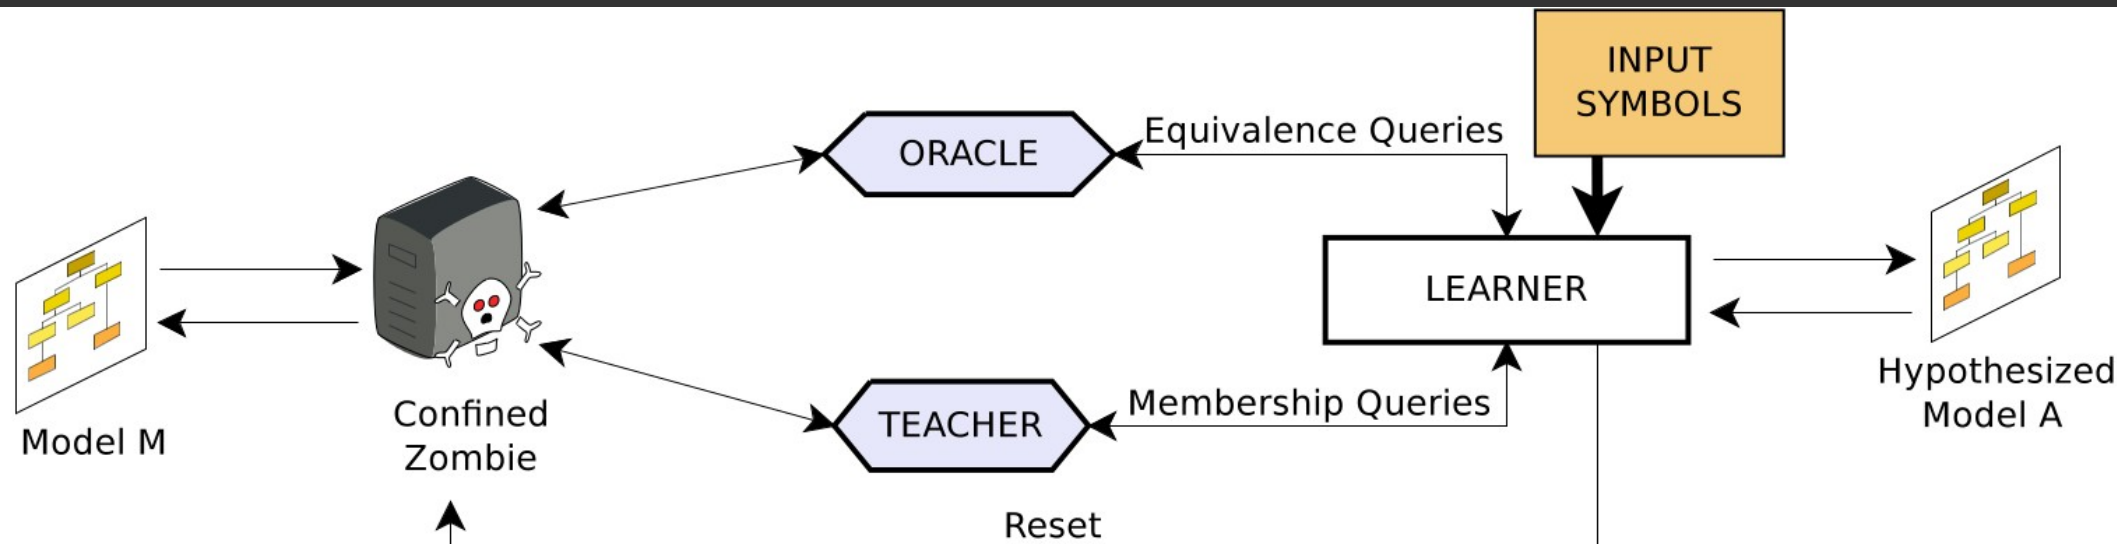 INPUT
SYMBOLS
Equivalence Queries
ORACLE
LEARNER
Hypothesized
Model A
Membership Queries
TEACHER
Confined
Zombie
Model M
Reset